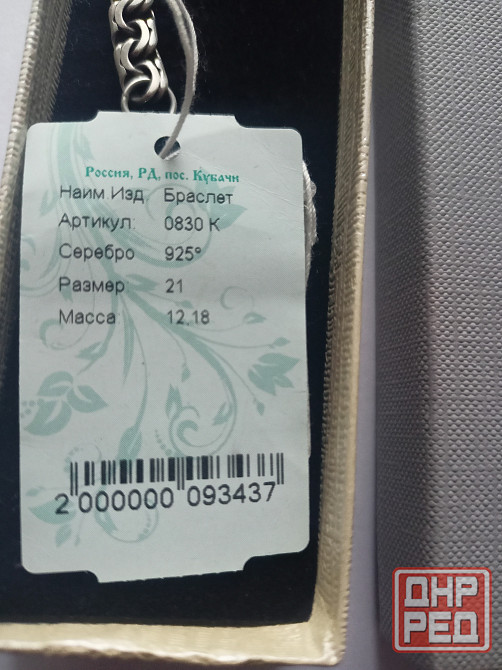 Россия, РД, пос. Кубачи
Наим.Изд. Браслет
Артикул: 0830 К
Серебро 925°
Размер: 21
Масса: 12,18
2 000000 093437
ДНР
РЕД